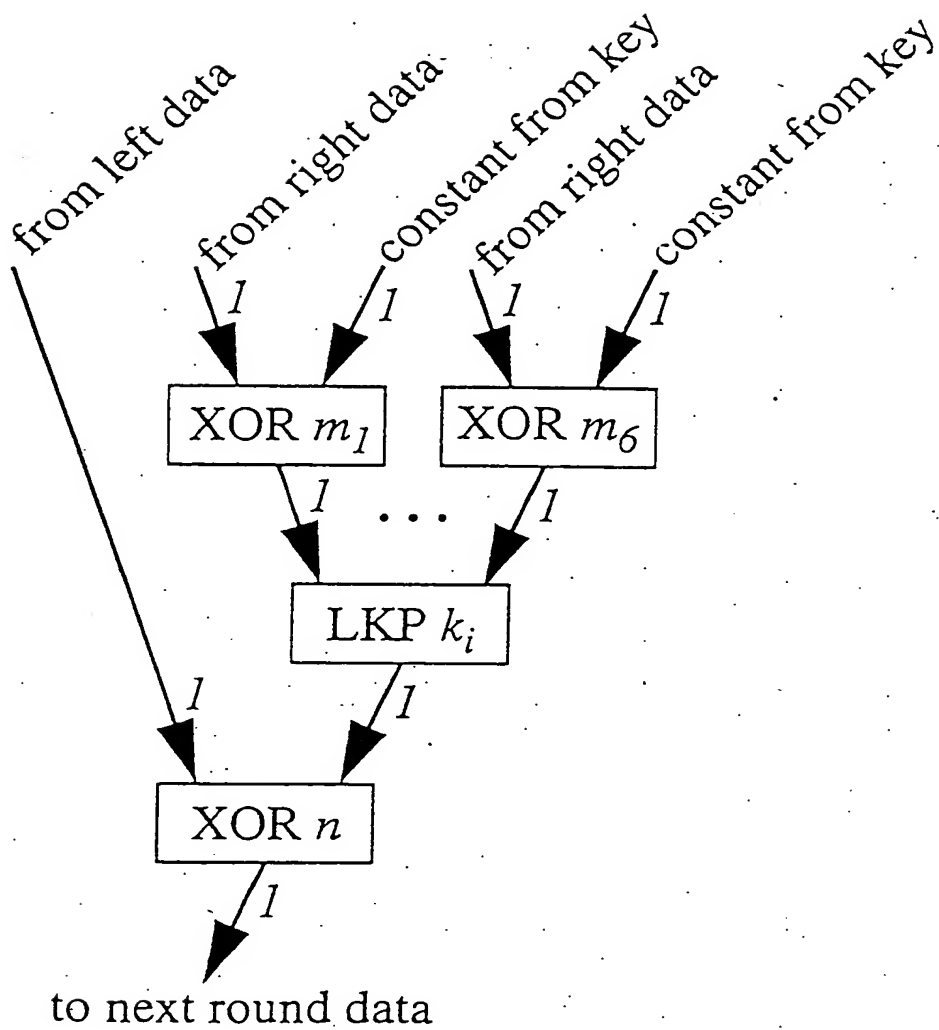 from left data
from right data
constant from key
from right data
constant from key
1
1
1
1
XOR m1
XOR m6
1
...
1
LKP ki
1
1
XOR n
1
to next round data